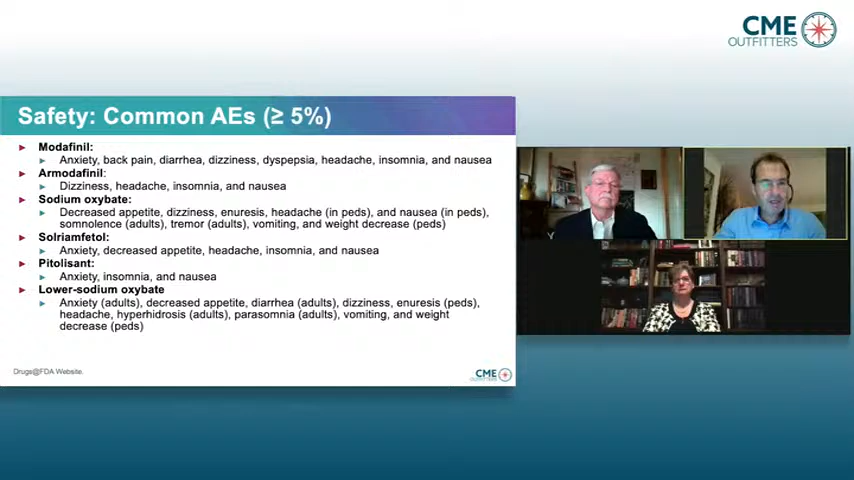 CME
OUTFITTERS
Safety: Common AEs (≥ 5%)
Modafinil:
Anxiety, back pain, diarrhea, dizziness, dyspepsia, headache, insomnia, and nausea
Armodafinil:
Dizziness, headache, insomnia, and nausea
Sodium oxybate:
Decreased appetite, dizziness, enuresis, headache (in peds), and nausea (in peds),
somnolence (adults), tremor (adults), vomiting, and weight decrease (peds)
Solriamfetol:
Anxiety, decreased appetite, headache, insomnia, and nausea
Pitolisant:
Anxiety, insomnia, and nausea
Lower-sodium oxybate
Anxiety (adults), decreased appetite, diarrhea (adults), dizziness, enuresis (peds),
headache, hyperhidrosis (adults), parasomnia (adults), vomiting, and weight
decrease (peds)
Drugs@FDA Website.
CME
OUTFITTERS